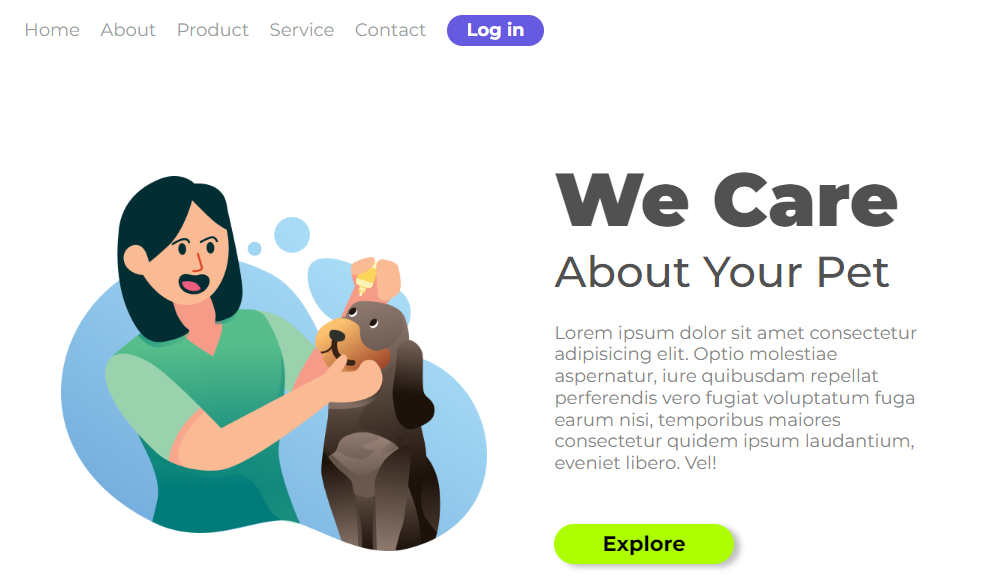 Home About Product Service Contact Log in
We Care
About Your Pet
Lorem ipsum dolor sit amet consectetur
adipisicing elit. Optio molestiae
aspernatur, iure quibusdam repellat
perferendis vero fugiat voluptatum fuga
earum nisi, temporibus maiores
consectetur quidem ipsum laudantium,
eveniet libero. Vel!
Explore